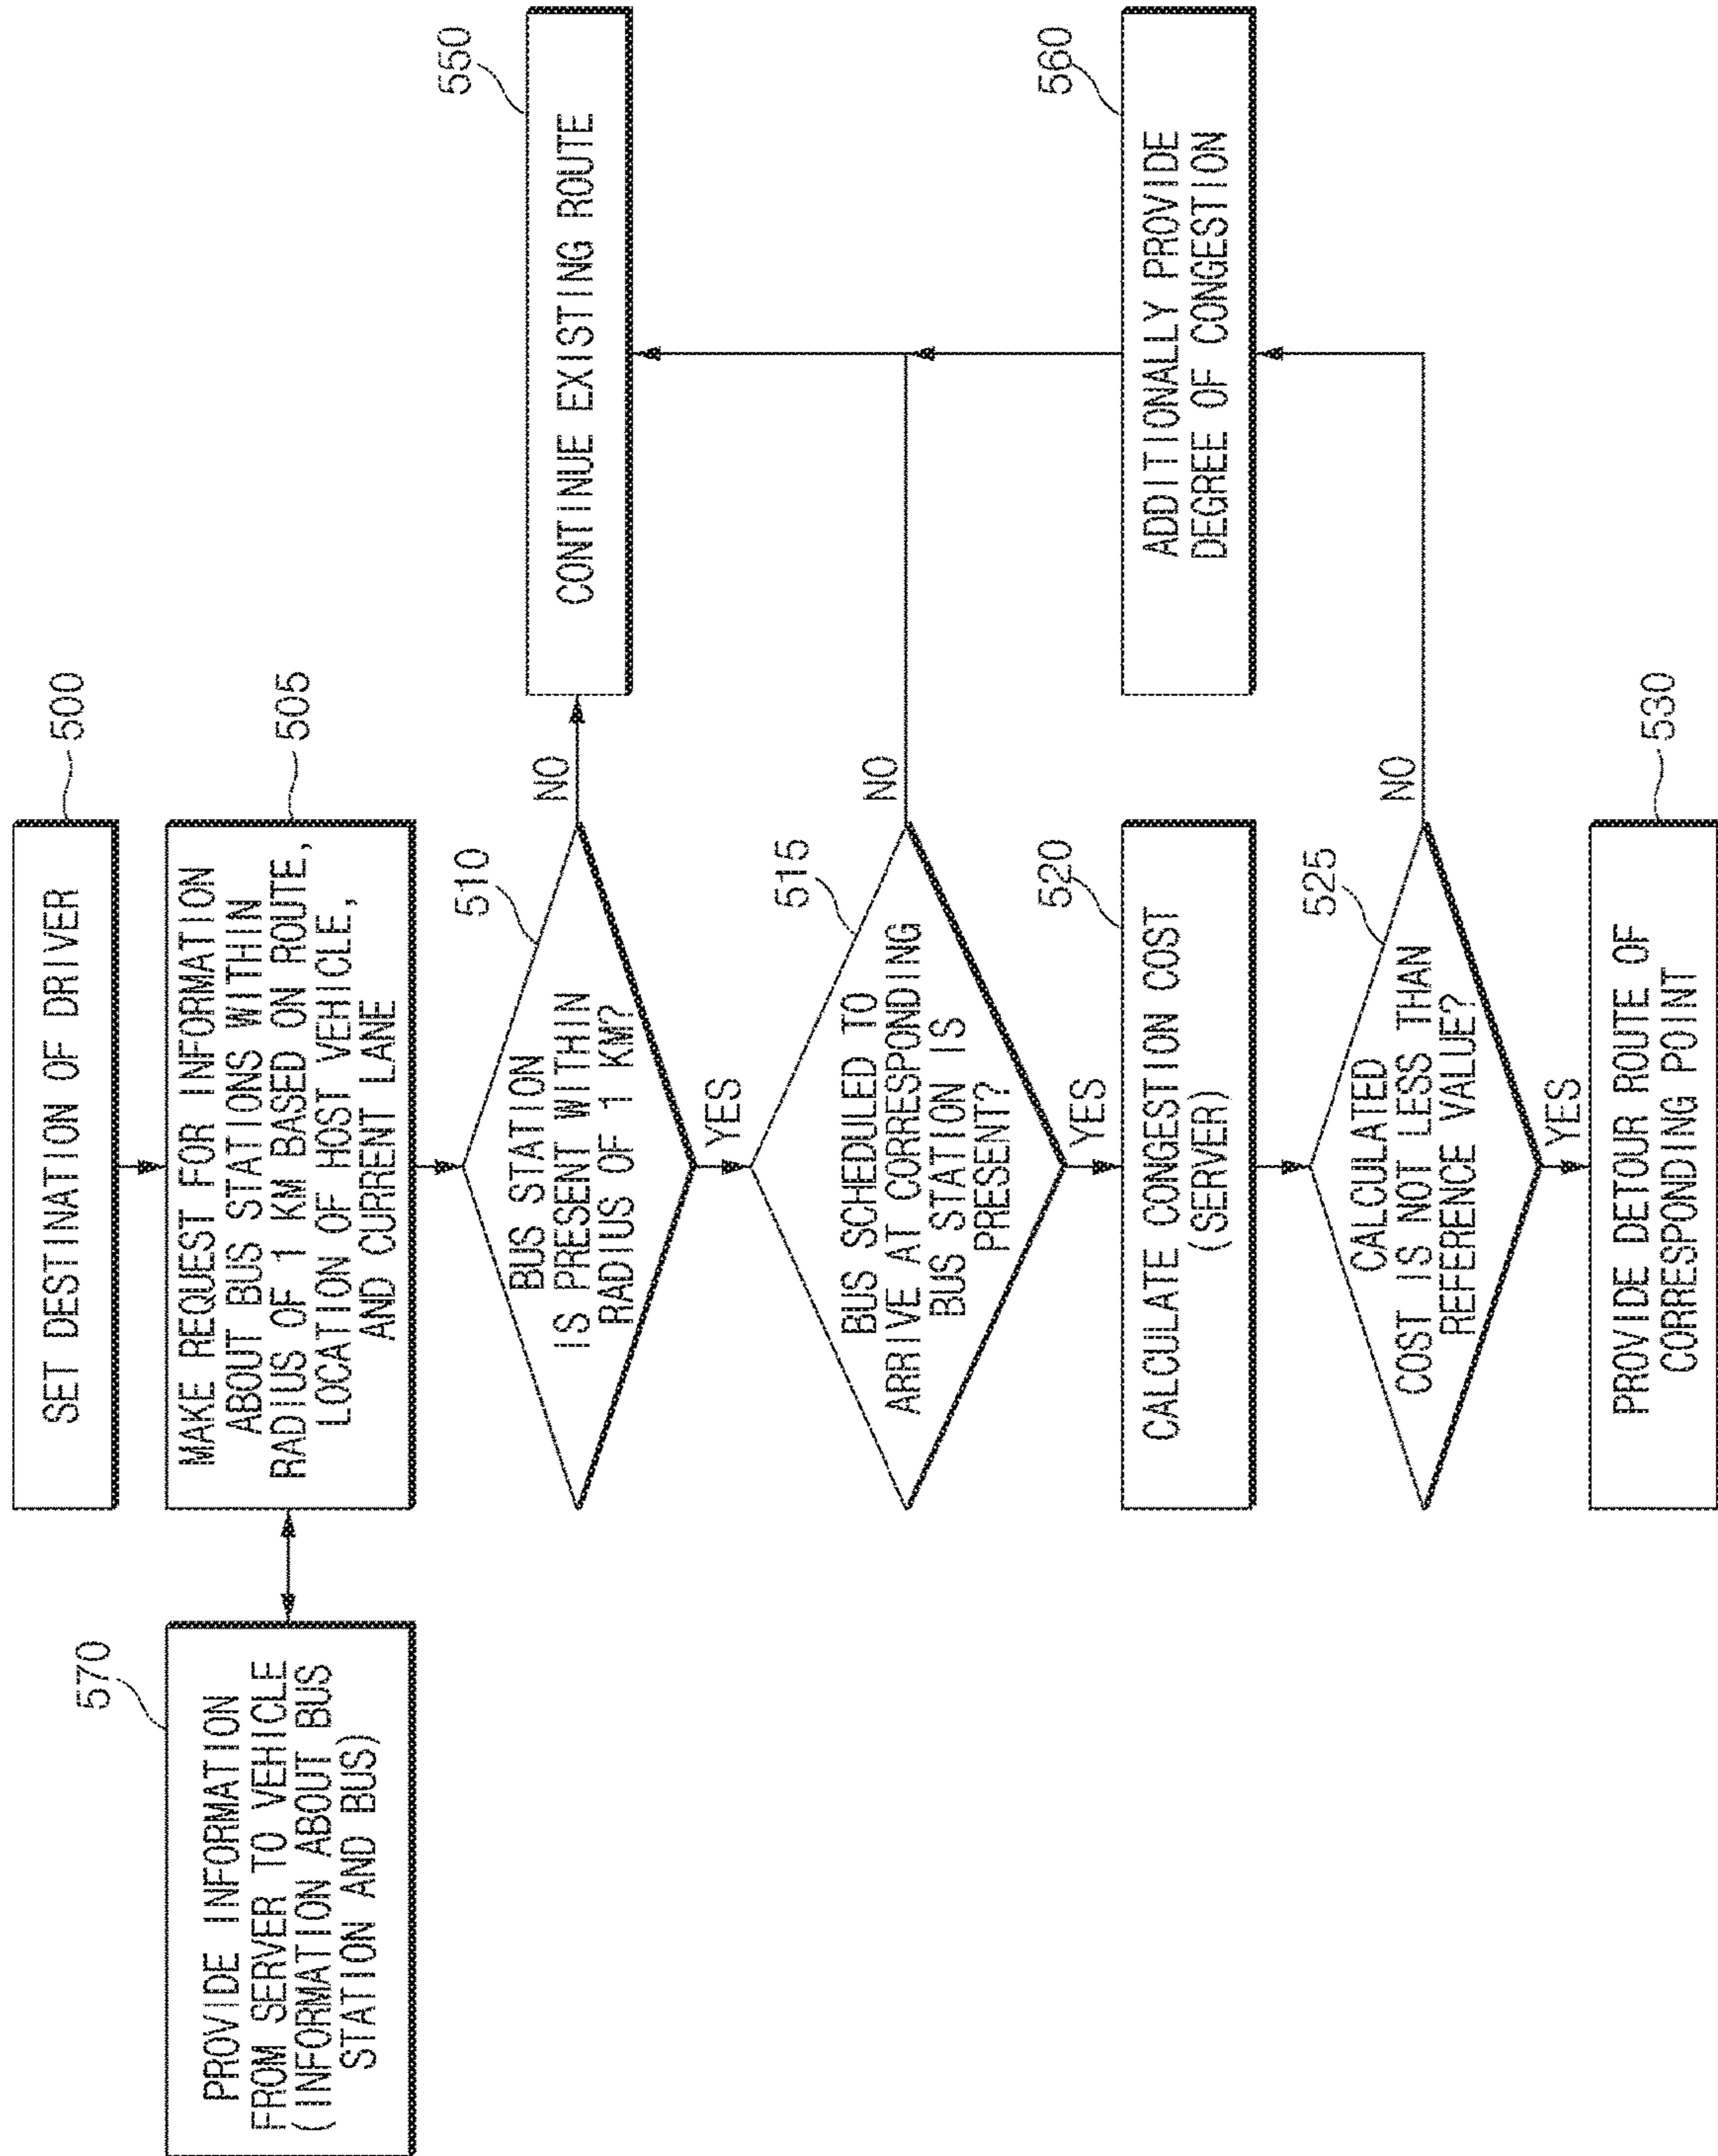 500
SET DESTINATION OF DRIVER
570
PROVIDE INFORMATION
FROM SERVER TO VEHICLE
(INFORMATION ABOUT BUS
STATION AND BUS)
505
MAKE REQUEST FOR INFORMATION
ABOUT BUS STATIONS WITHIN
RADIUS OF 1 KM BASED ON ROUTE,
LOCATION OF HOST VEHICLE,
AND CURRENT LANE
510
BUS STATION
IS PRESENT WITHIN
RADIUS OF 1 KM?
NO
YES
550
CONTINUE EXISTING ROUTE
515
BUS SCHEDULED TO
ARRIVE AT CORRESPONDING
BUS STATION IS
PRESENT?
NO
YES
520
CALCULATE CONGESTION COST
(SERVER)
560
ADDITIONALLY PROVIDE
DEGREE OF CONGESTION
525
CALCULATED
COST IS NOT LESS THAN
REFERENCE VALUE?
NO
YES
530
PROVIDE DETOUR ROUTE OF
CORRESPONDING POINT